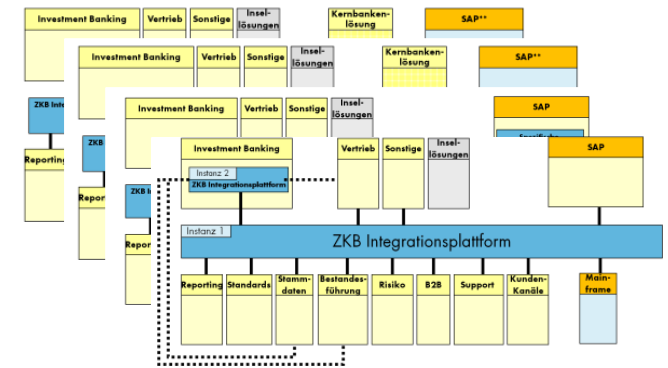 Investment Banking
Vertrieb
Sonstige
Insel-
lösungen
Kernbanken-
lösung
SAP**
Investment Banking
Vertrieb
Sonstige
Insel-
lösungen
Kernbanken-
lösung
SAP**
Investment Banking
Vertrieb
Sonstige
Insel-
lösungen
SAP
Investment Banking
Vertrieb
Sonstige
Insel-
lösungen
SAP
ZKB
Reporting
ZKB
Instanz 2
ZKB Integrationsplattform
ZKB
Instanz 1
ZKB Integrationsplattform
Reporting
Standards
Stamm-
daten
Bestandes-
führung
Risiko
B2B
Support
Kunden-
Kanäle
Main-
frame